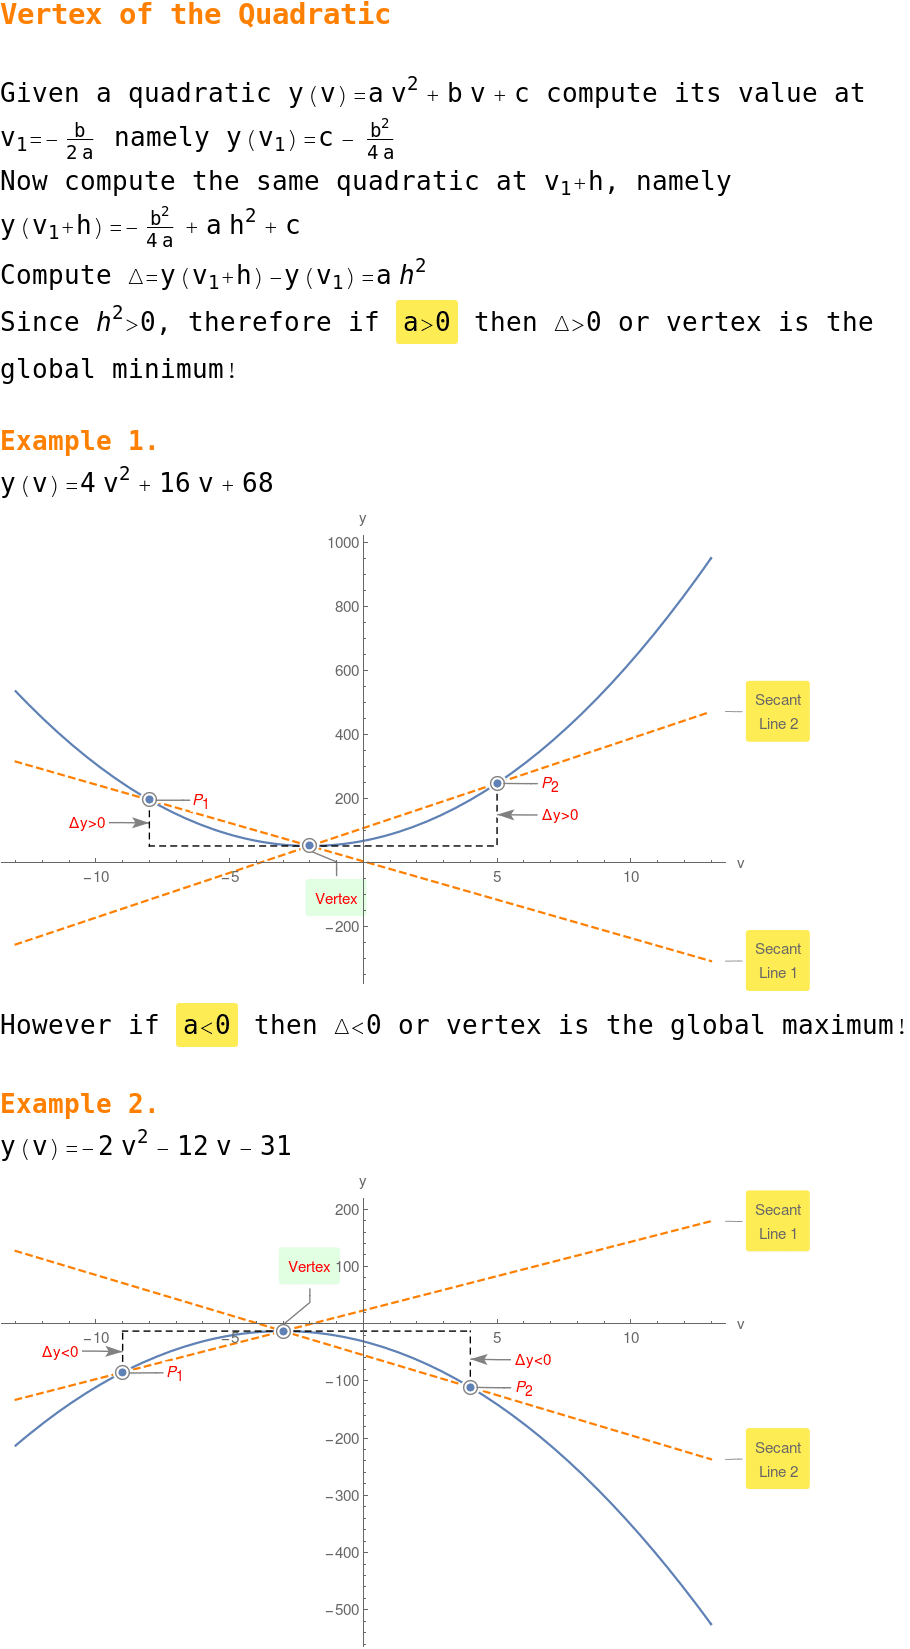 Vertex of the Quadratic
Given a quadratic y(v)=a v² + b v + c compute its value at
v₁=− b/(2 a) namely y(v₁)=c − b²/(4 a)
Now compute the same quadratic at v₁+h, namely
y(v₁+h)=− b²/(4 a) + a h² + c
Compute Δ=y(v₁+h)−y(v₁)=a h²
Since h²>0, therefore if a>0 then Δ>0 or vertex is the
global minimum!
Example 1.
y(v)=4 v² + 16 v + 68
y
1000
800
600
Secant
Line 2
400
P₂
200
P₁
Δy>0
Δy>0
v
−10
−5
5
10
Vertex
−200
Secant
Line 1
However if a<0 then Δ<0 or vertex is the global maximum!
Example 2.
y(v)=−2 v² − 12 v − 31
y
200
Secant
Line 1
Vertex
100
v
−10
−5
5
10
Δy<0
Δy<0
P₁
−100
P₂
−200
Secant
Line 2
−300
−400
−500